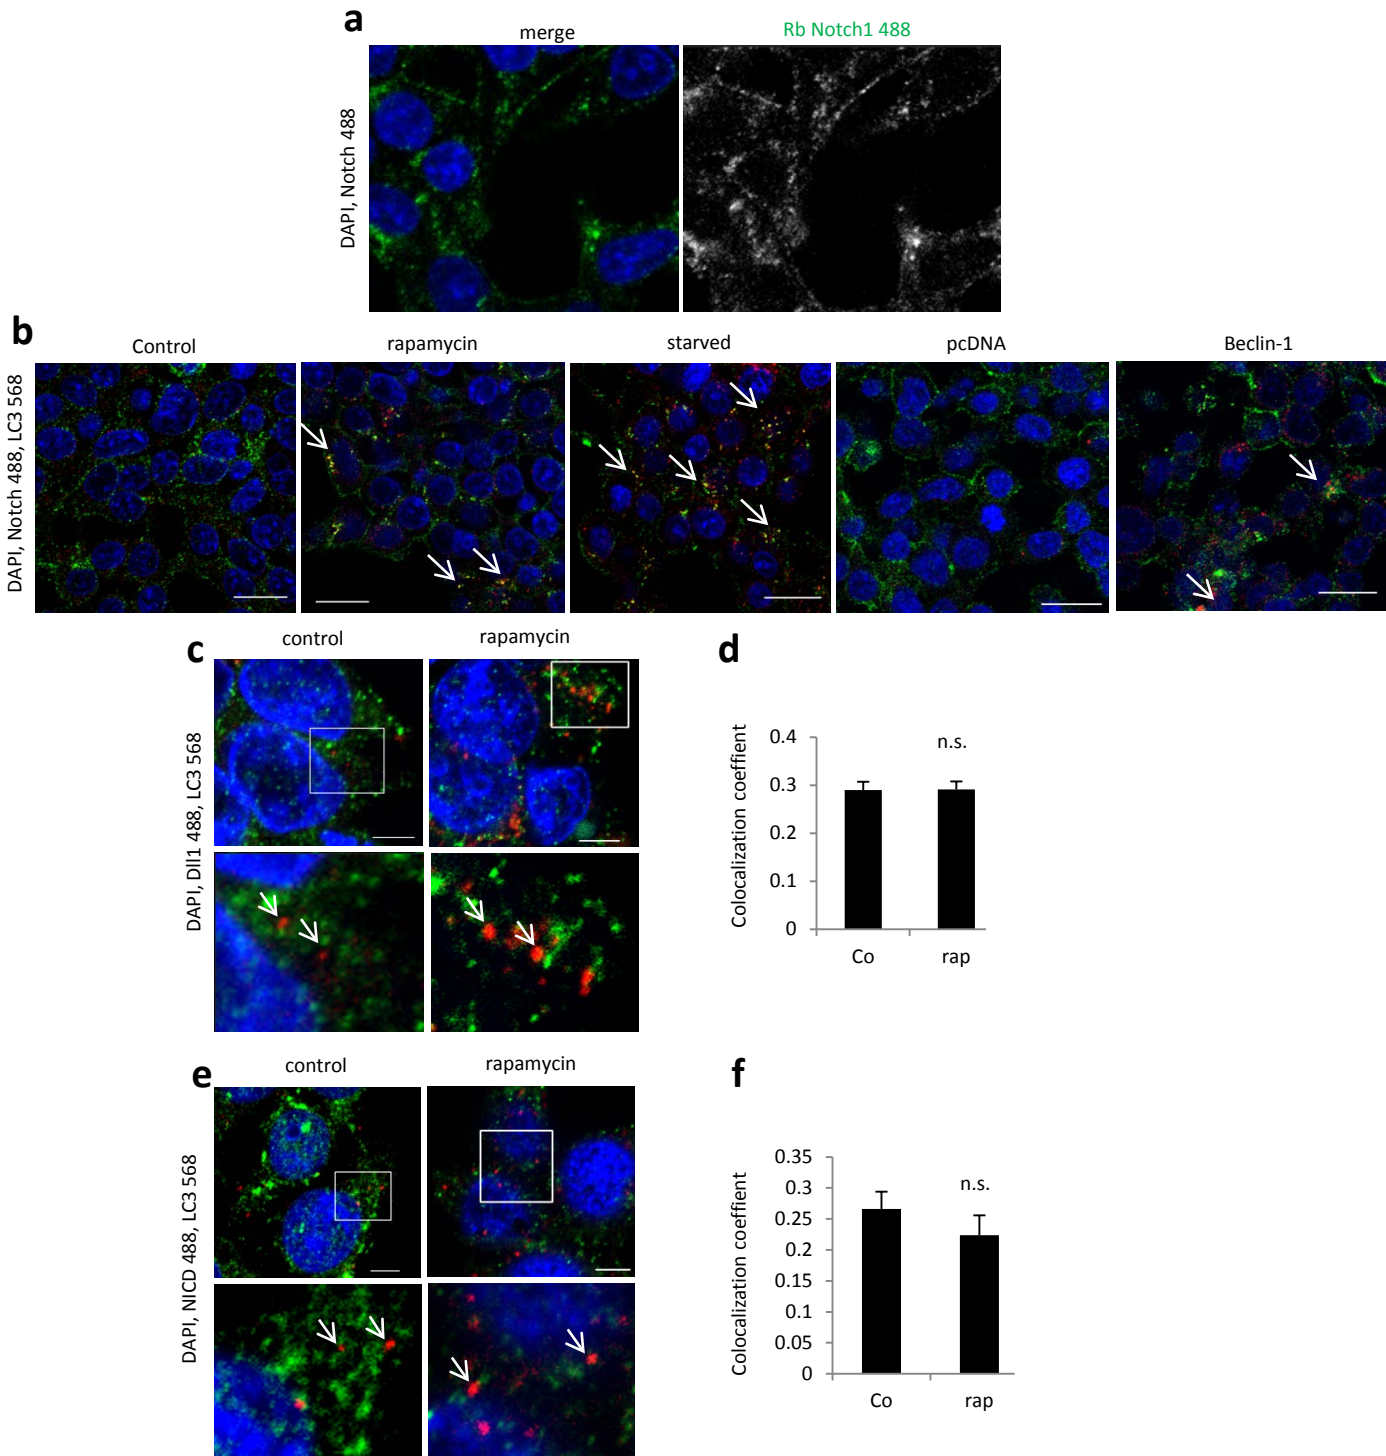 a
merge
Rb Notch1 488
DAPI, Notch 488
b
Control
rapamycin
starved
pcDNA
Beclin-1
DAPI, Notch 488, LC3 568
c
control
rapamycin
DAPI, Dll1 488, LC3 568
d
Colocalization coeffient
0.4
0.3
0.2
0.1
0
n.s.
Co
rap
e
control
rapamycin
DAPI, NICD 488, LC3 568
f
Colocalization coeffient
0.35
0.3
0.25
0.2
0.15
0.1
0.05
0
n.s.
Co
rap